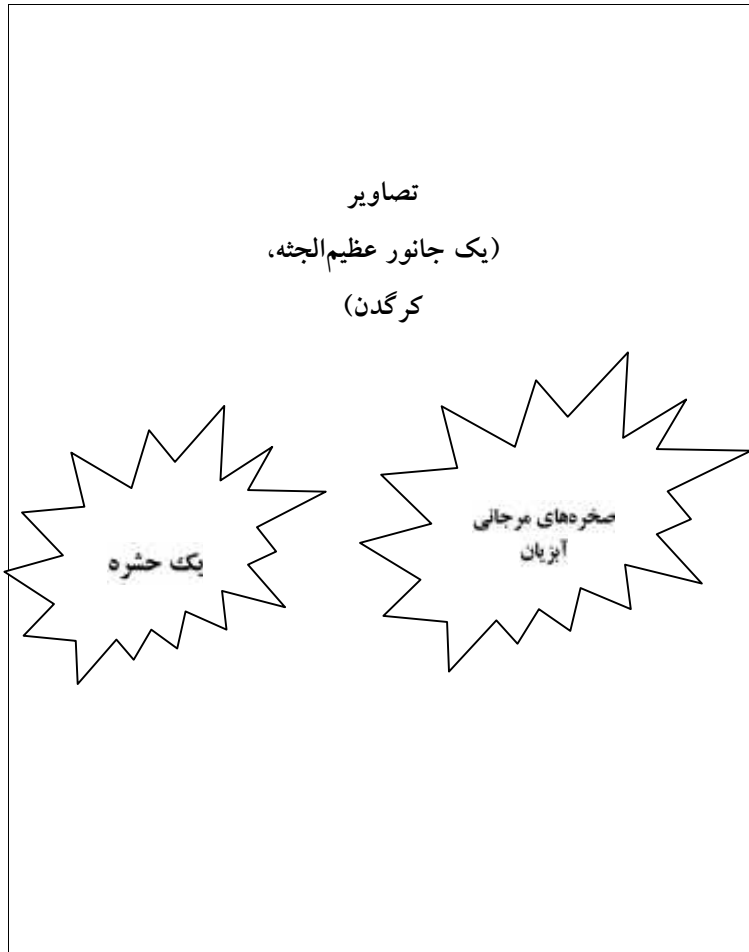 تصاویر
(یک جانور عظیم‌الجثه،
کرگدن)
صخره‌های مرجانی
آبزیان
یک حشره